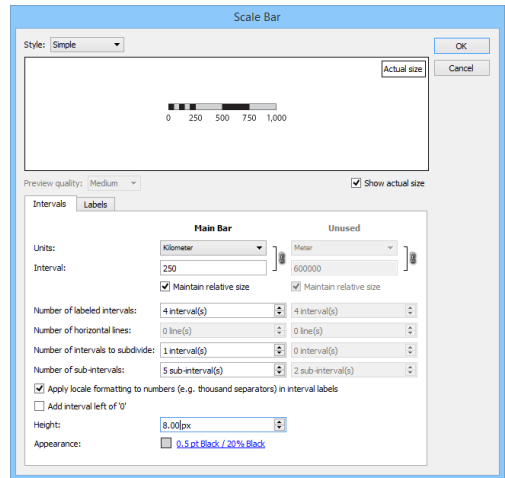 Scale Bar
Style: Simple OK
Actual size Cancel
0 250 500 750 1,000
Preview quality: Medium Show actual size
Intervals Labels
Main Bar Unused
Units: Kilometer Meter
Interval: 250 600000
Maintain relative size Maintain relative size
Number of labeled intervals: 4 interval(s) 4 interval(s)
Number of horizontal lines: 0 line(s) 0 line(s)
Number of intervals to subdivide: 1 interval(s) 0 interval(s)
Number of sub-intervals: 5 sub-interval(s) 2 sub-interval(s)
Apply locale formatting to numbers (e.g. thousand separators) in interval labels
Add interval left of '0'
Height: 8.00 px
Appearance: 0.5 pt Black / 20% Black